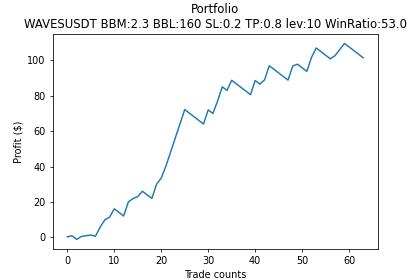 Portfolio
WAVESUSDT BBM:2.3 BBL:160 SL:0.2 TP:0.8 lev:10 WinRatio:53.0
100
80
60
40
20
0
Profit ($)
0 10 20 30 40 50 60
Trade counts